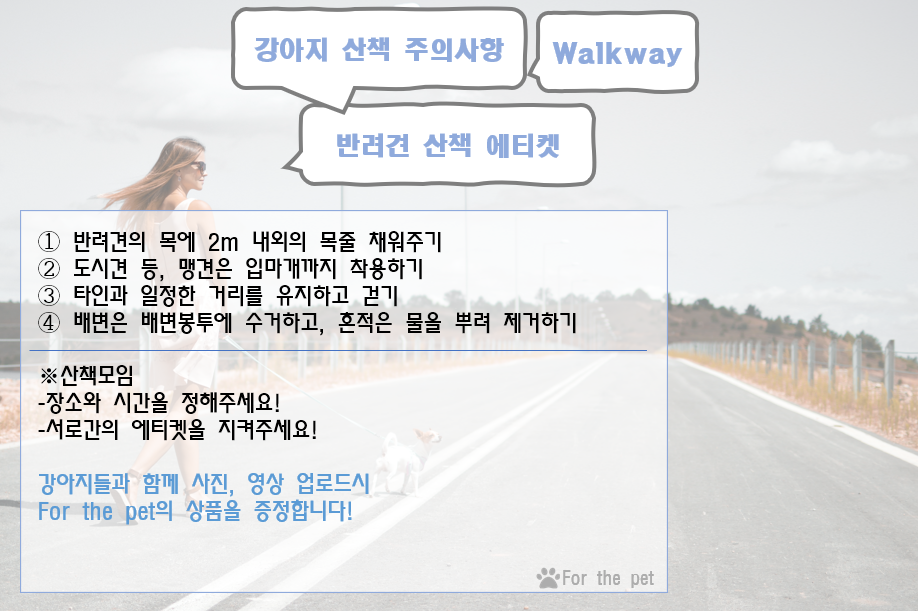 강아지 산책 주의사항
Walkway
반려견 산책 에티켓
① 반려견의 목에 2m 내외의 목줄 채워주기
② 도시견 등, 맹견은 입마개까지 착용하기
③ 타인과 일정한 거리를 유지하고 걷기
④ 배변은 배변봉투에 수거하고, 흔적은 물을 뿌려 제거하기
※산책모임
-장소와 시간을 정해주세요!
-서로간의 에티켓을 지켜주세요!
강아지들과 함께 사진, 영상 업로드시
For the pet의 상품을 증정합니다!
For the pet